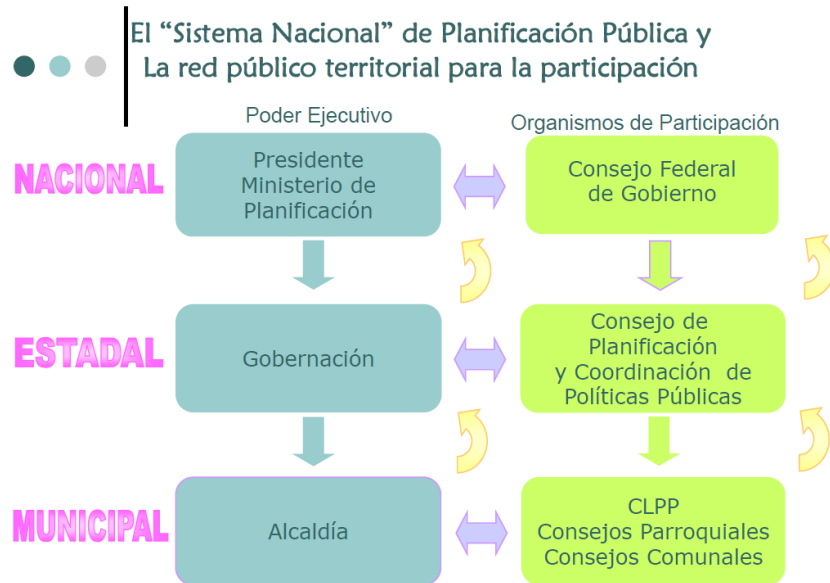 El “Sistema Nacional” de Planificación Pública y
La red público territorial para la participación
Poder Ejecutivo
Organismos de Participación
NACIONAL
Presidente
Ministerio de
Planificación
Consejo Federal
de Gobierno
ESTADAL
Gobernación
Consejo de
Planificación
y Coordinación de
Políticas Públicas
MUNICIPAL
Alcaldía
CLPP
Consejos Parroquiales
Consejos Comunales